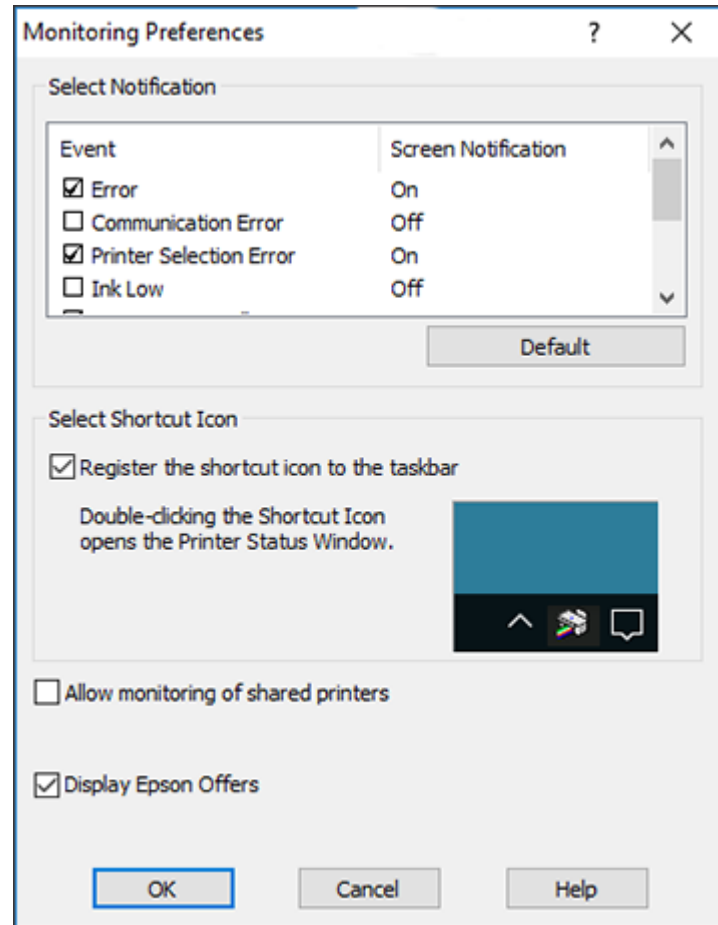 Monitoring Preferences ?
Select Notification
Event Screen Notification
Error On
Communication Error Off
Printer Selection Error On
Ink Low Off
Default
Select Shortcut Icon
Register the shortcut icon to the taskbar
Double-clicking the Shortcut Icon
opens the Printer Status Window.
Allow monitoring of shared printers
Display Epson Offers
OK Cancel Help